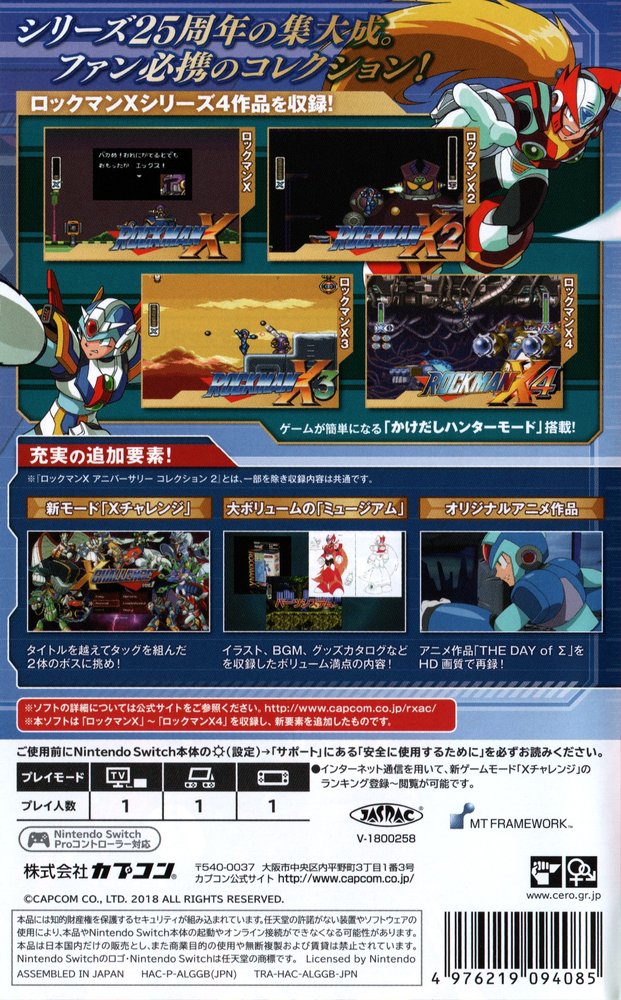 シリーズ25周年の集大成。
ファン必携のコレクション!
ロックマンXシリーズ4作品を収録!
バカめ!おれにかてるとでも
おもったか エックス!
ロックマンX
ROCKMAN X
ロックマンX2
ROCKMAN X2
ロックマンX3
ROCKMAN X3
ロックマンX4
ROCKMAN X4
ゲームが簡単になる「かけだしハンターモード」搭載!
充実の追加要素!
※『ロックマンX アニバーサリー コレクション 2』とは、一部を除き収録内容は共通です。
新モード「Xチャレンジ」
大ボリュームの「ミュージアム」
オリジナルアニメ作品
X CHALLENGE
タイトルを越えてタッグを組んだ
2体のボスに挑め!
イラスト、BGM、グッズカタログなど
を収録したボリューム満点の内容!
アニメ作品「THE DAY of Σ」を
HD 画質で再録!
※ソフトの詳細については公式サイトをご参照ください。http://www.capcom.co.jp/rxac/
※本ソフトは「ロックマンX」～「ロックマンX4」を収録し、新要素を追加したものです。
ご使用前にNintendo Switch本体の(設定)→「サポート」にある「安全に使用するために」を必ずお読みください。
プレイモード
TV
プレイ人数 1 1 1
●インターネット通信を用いて、新ゲームモード「Xチャレンジ」の
ランキング登録～閲覧が可能です。
Nintendo Switch
Proコントローラー対応
JASRAC
V-1800258
MT FRAMEWORK™
株式会社 カプコン
〒540-0037 大阪市中央区内平野町3丁目1番3号
カプコン公式サイト http://www.capcom.co.jp/
www.cero.gr.jp
©CAPCOM CO., LTD. 2018 ALL RIGHTS RESERVED.
本品には知的財産権を保護するセキュリティが組み込まれています。任天堂の許諾がない装置やソフトウェア
の使用により、本品やNintendo Switch本体の起動やオンライン接続ができなくなる可能性があります。
本品は日本国内だけの販売とし、また商業目的の使用や無断複製および賃貸は禁止されています。
Nintendo Switchのロゴ・Nintendo Switchは任天堂の商標です。 Licensed by Nintendo
ASSEMBLED IN JAPAN HAC-P-ALGGB(JPN) TRA-HAC-ALGGB-JPN
4 976219 094085